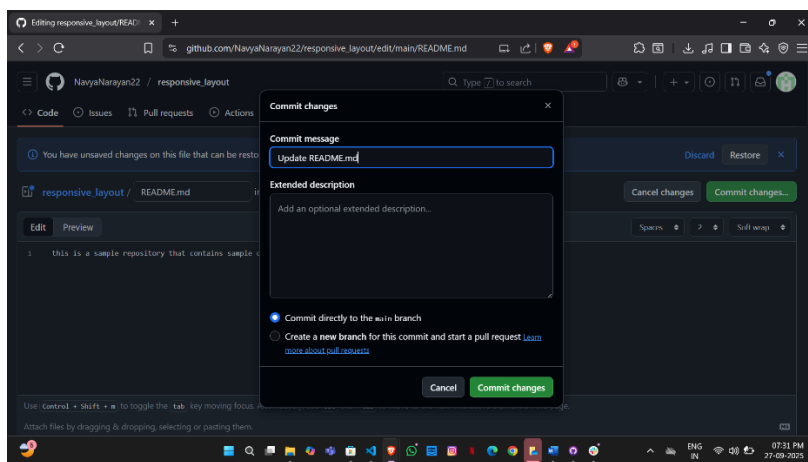 Editing responsive_layout/READ
github.com/NavyaNarayan22/responsive_layout/edit/main/README.md
NavyaNarayan22 / responsive_layout
Type / to search
Code
Issues
Pull requests
Actions
Commit changes
Commit message
Update README.md
You have unsaved changes on this file that can be resto
Discard
Restore
Extended description
responsive_layout /
README.md
in
Cancel changes
Commit changes...
Add an optional extended description...
Edit
Preview
Spaces
2
Soft wrap
1 this is a sample repository that contains sample c
Commit directly to the main branch
Create a new branch for this commit and start a pull request Learn
more about pull requests
Cancel
Commit changes
Use Control + Shift + m to toggle the tab key moving focus.
page.
Attach files by dragging & dropping, selecting or pasting them.
ENG
IN
07:31 PM
27-09-2025